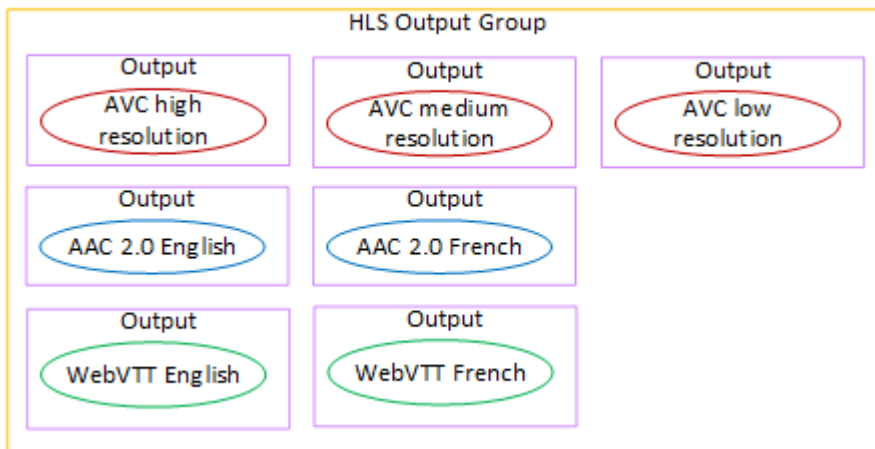 HLS Output Group
Output
AVC high
resolution
Output
AVC medium
resolution
Output
AVC low
resolution
Output
AAC 2.0 English
Output
AAC 2.0 French
Output
WebVTT English
Output
WebVTT French